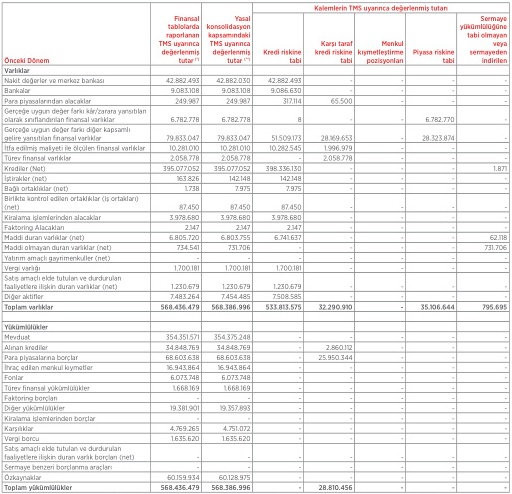 Kalemlerin TMS uyarınca değerlenmiş tutarı
Önceki Dönem | Finansal tablolarda raporlanan TMS uyarınca değerlenmiş tutar (*) | Yasal konsolidasyon kapsamındaki TMS uyarınca değerlenmiş tutar (**) | Kredi riskine tabi | Karşı taraf kredi riskine tabi | Menkul kıymetleştirme pozisyonları | Piyasa riskine tabi | Sermaye yükümlülüğüne tabi olmayan veya sermayeden indirilen
Varlıklar
Nakit değerler ve merkez bankası 42.882.493 42.882.030 42.882.493 - - - -
Bankalar 9.083.108 9.083.108 9.086.630 - - - -
Para piyasalarından alacaklar 249.987 249.987 317.114 65.500 - - -
Gerçeğe uygun değer farkı kâr/zarara yansıtılan
olarak sınıflandırılan finansal varlıklar 6.782.778 6.782.778 8 - - 6.782.770 -
Gerçeğe uygun değer farkı diğer kapsamlı
gelire yansıtılan finansal varlıklar 79.833.047 79.833.047 51.509.173 28.169.653 - 28.323.874 -
İtfa edilmiş maliyeti ile ölçülen finansal varlıklar 10.281.010 10.281.010 10.282.545 1.996.979 - - -
Türev finansal varlıklar 2.058.778 2.058.778 - 2.058.778 - - -
Krediler (Net) 395.077.052 395.077.052 398.336.130 - - - 1.871
İştirakler (net) 163.826 142.148 142.148 - - - -
Bağlı ortaklıklar (net) 1.738 7.975 7.975 - - - -
Birlikte kontrol edilen ortaklıklar (iş ortakları)
(net) 87.450 87.450 87.450 - - - -
Kiralama işlemlerinden alacaklar 3.978.680 3.978.680 3.978.680 - - - -
Faktoring Alacakları 2.147 2.147 2.147 - - - -
Maddi duran varlıklar (net) 6.805.720 6.803.755 6.741.637 - - - 62.118
Maddi olmayan duran varlıklar (net) 734.541 731.706 - - - - 731.706
Yatırım amaçlı gayrimenkuller (net) - - - - - - -
Vergi varlığı 1.700.181 1.700.181 1.700.181 - - - -
Satış amaçlı elde tutulan ve durdurulan
faaliyetlere ilişkin duran varlıklar (net) 1.230.679 1.230.679 1.230.679 - - - -
Diğer aktifler 7.483.264 7.454.485 7.508.585 - - - -
Toplam varlıklar 568.436.479 568.386.996 533.813.575 32.290.910 - 35.106.644 795.695
Yükümlülükler
Mevduat 354.351.571 354.375.248 - - - - -
Alınan krediler 34.848.769 34.848.769 - 2.860.112 - - -
Para piyasalarına borçlar 68.603.638 68.603.638 - 25.950.344 - - -
İhraç edilen menkul kıymetler 16.943.864 16.943.864 - - - - -
Fonlar 6.073.748 6.073.748 - - - - -
Türev finansal yükümlülükler 1.668.169 1.668.169 - - - - -
Faktoring borçları - - - - - - -
Diğer yükümlülükler 19.381.901 19.357.893 - - - - -
Kiralama işlemlerinden borçlar - - - - - - -
Karşılıklar 4.769.265 4.751.072 - - - - -
Vergi borcu 1.635.620 1.635.620 - - - - -
Satış amaçlı elde tutulan ve durdurulan
faaliyetlere ilişkin duran varlık borçları (net) - - - - - - -
Sermaye benzeri borçlanma araçları - - - - - - -
Özkaynaklar 60.159.934 60.128.975 - - - - -
Toplam yükümlülükler 568.436.479 568.386.996 - 28.810.456 - - -